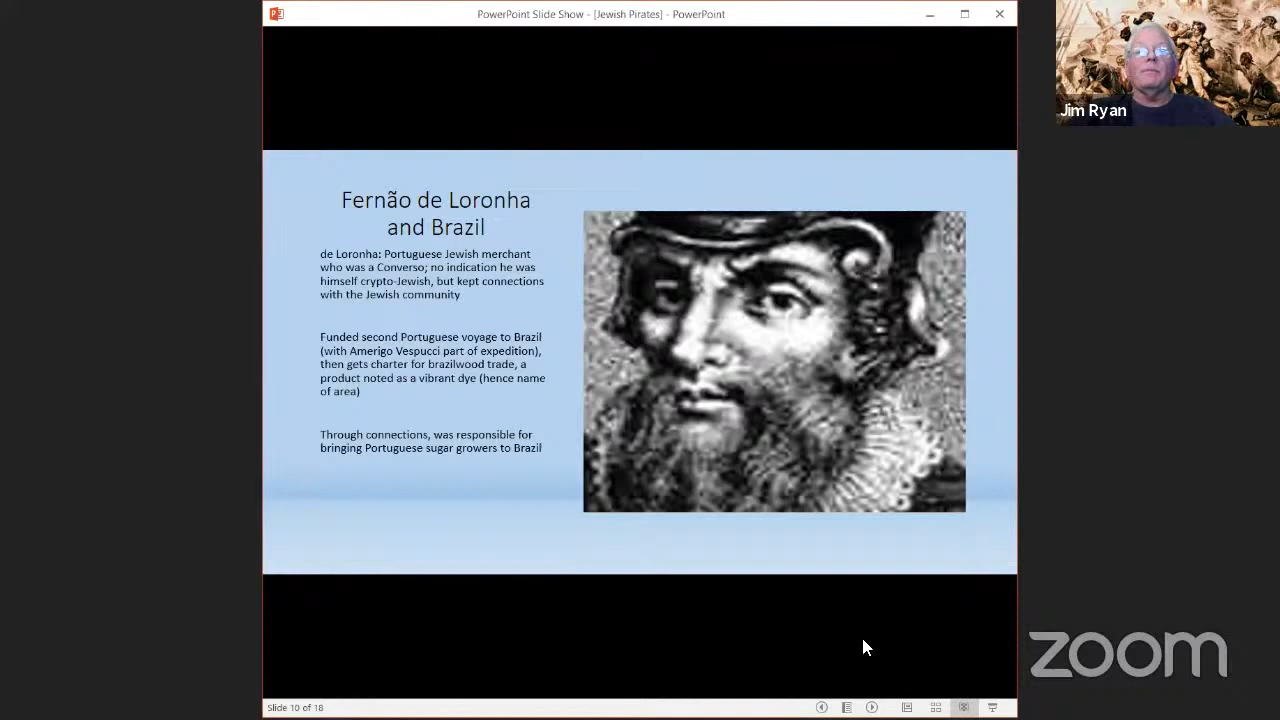 PowerPoint Slide Show - [Jewish Pirates] - PowerPoint
Jim Ryan
Fernão de Loronha
and Brazil
de Loronha: Portuguese Jewish merchant
who was a Converso; no indication he was
himself crypto-Jewish, but kept connections
with the Jewish community
Funded second Portuguese voyage to Brazil
(with Amerigo Vespucci part of expedition),
then gets charter for brazilwood trade, a
product noted as a vibrant dye (hence name
of area)
Through connections, was responsible for
bringing Portuguese sugar growers to Brazil
zoom
Slide 10 of 18